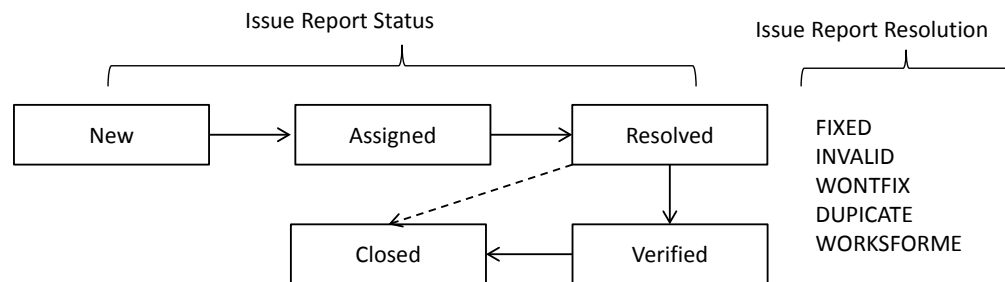 Issue Report Status
Issue Report Resolution
New
Assigned
Resolved
FIXED
INVALID
WONTFIX
DUPICATE
WORKSFORME
Closed
Verified